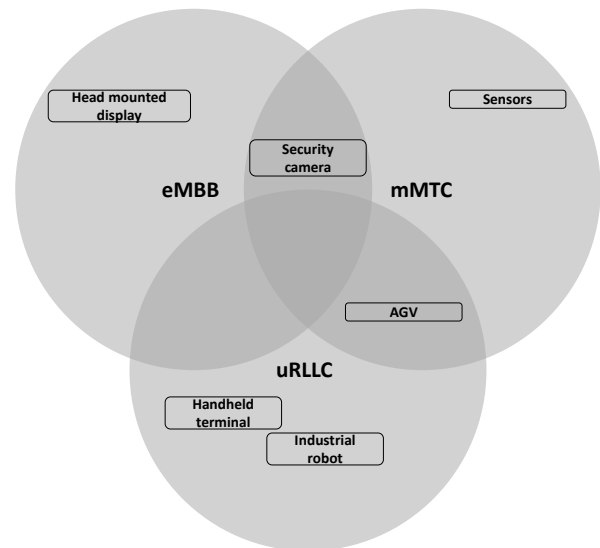 Head mounted
display
Sensors
Security
camera
eMBB
mMTC
AGV
uRLLC
Handheld
terminal
Industrial
robot